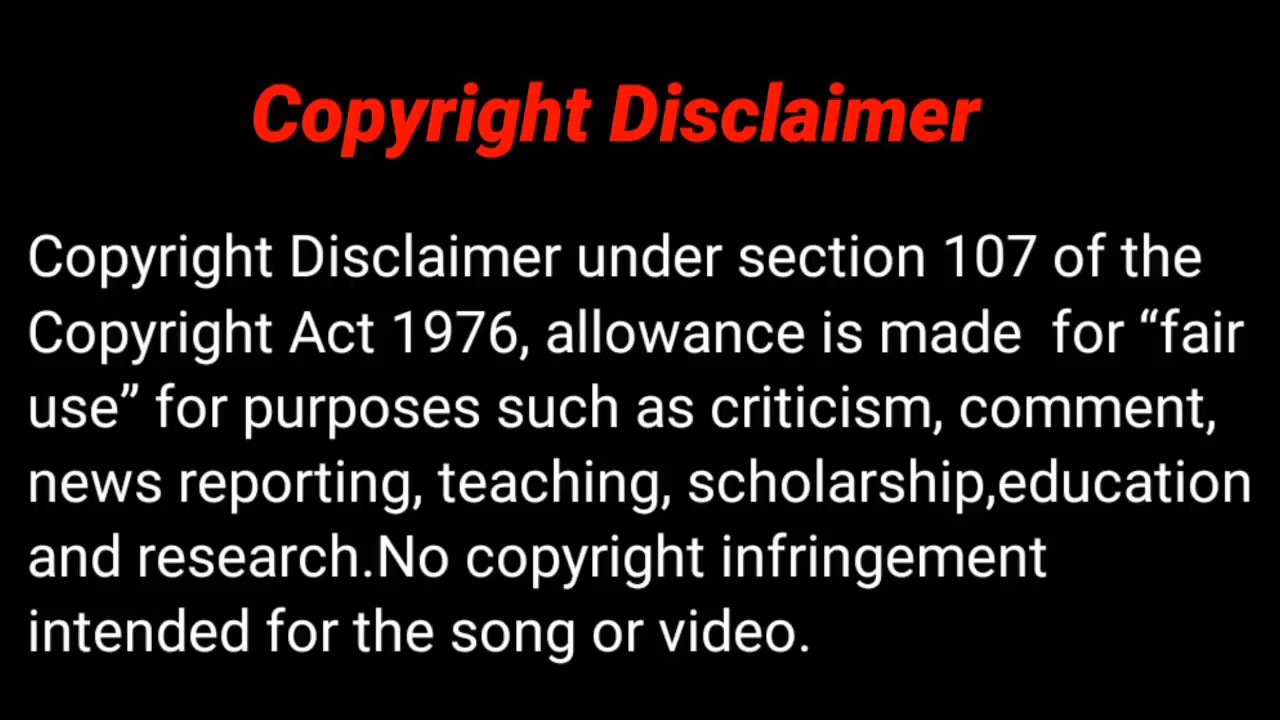 Copyright Disclaimer
Copyright Disclaimer under section 107 of the
Copyright Act 1976, allowance is made  for “fair
use” for purposes such as criticism, comment,
news reporting, teaching, scholarship,education
and research.No copyright infringement
intended for the song or video.